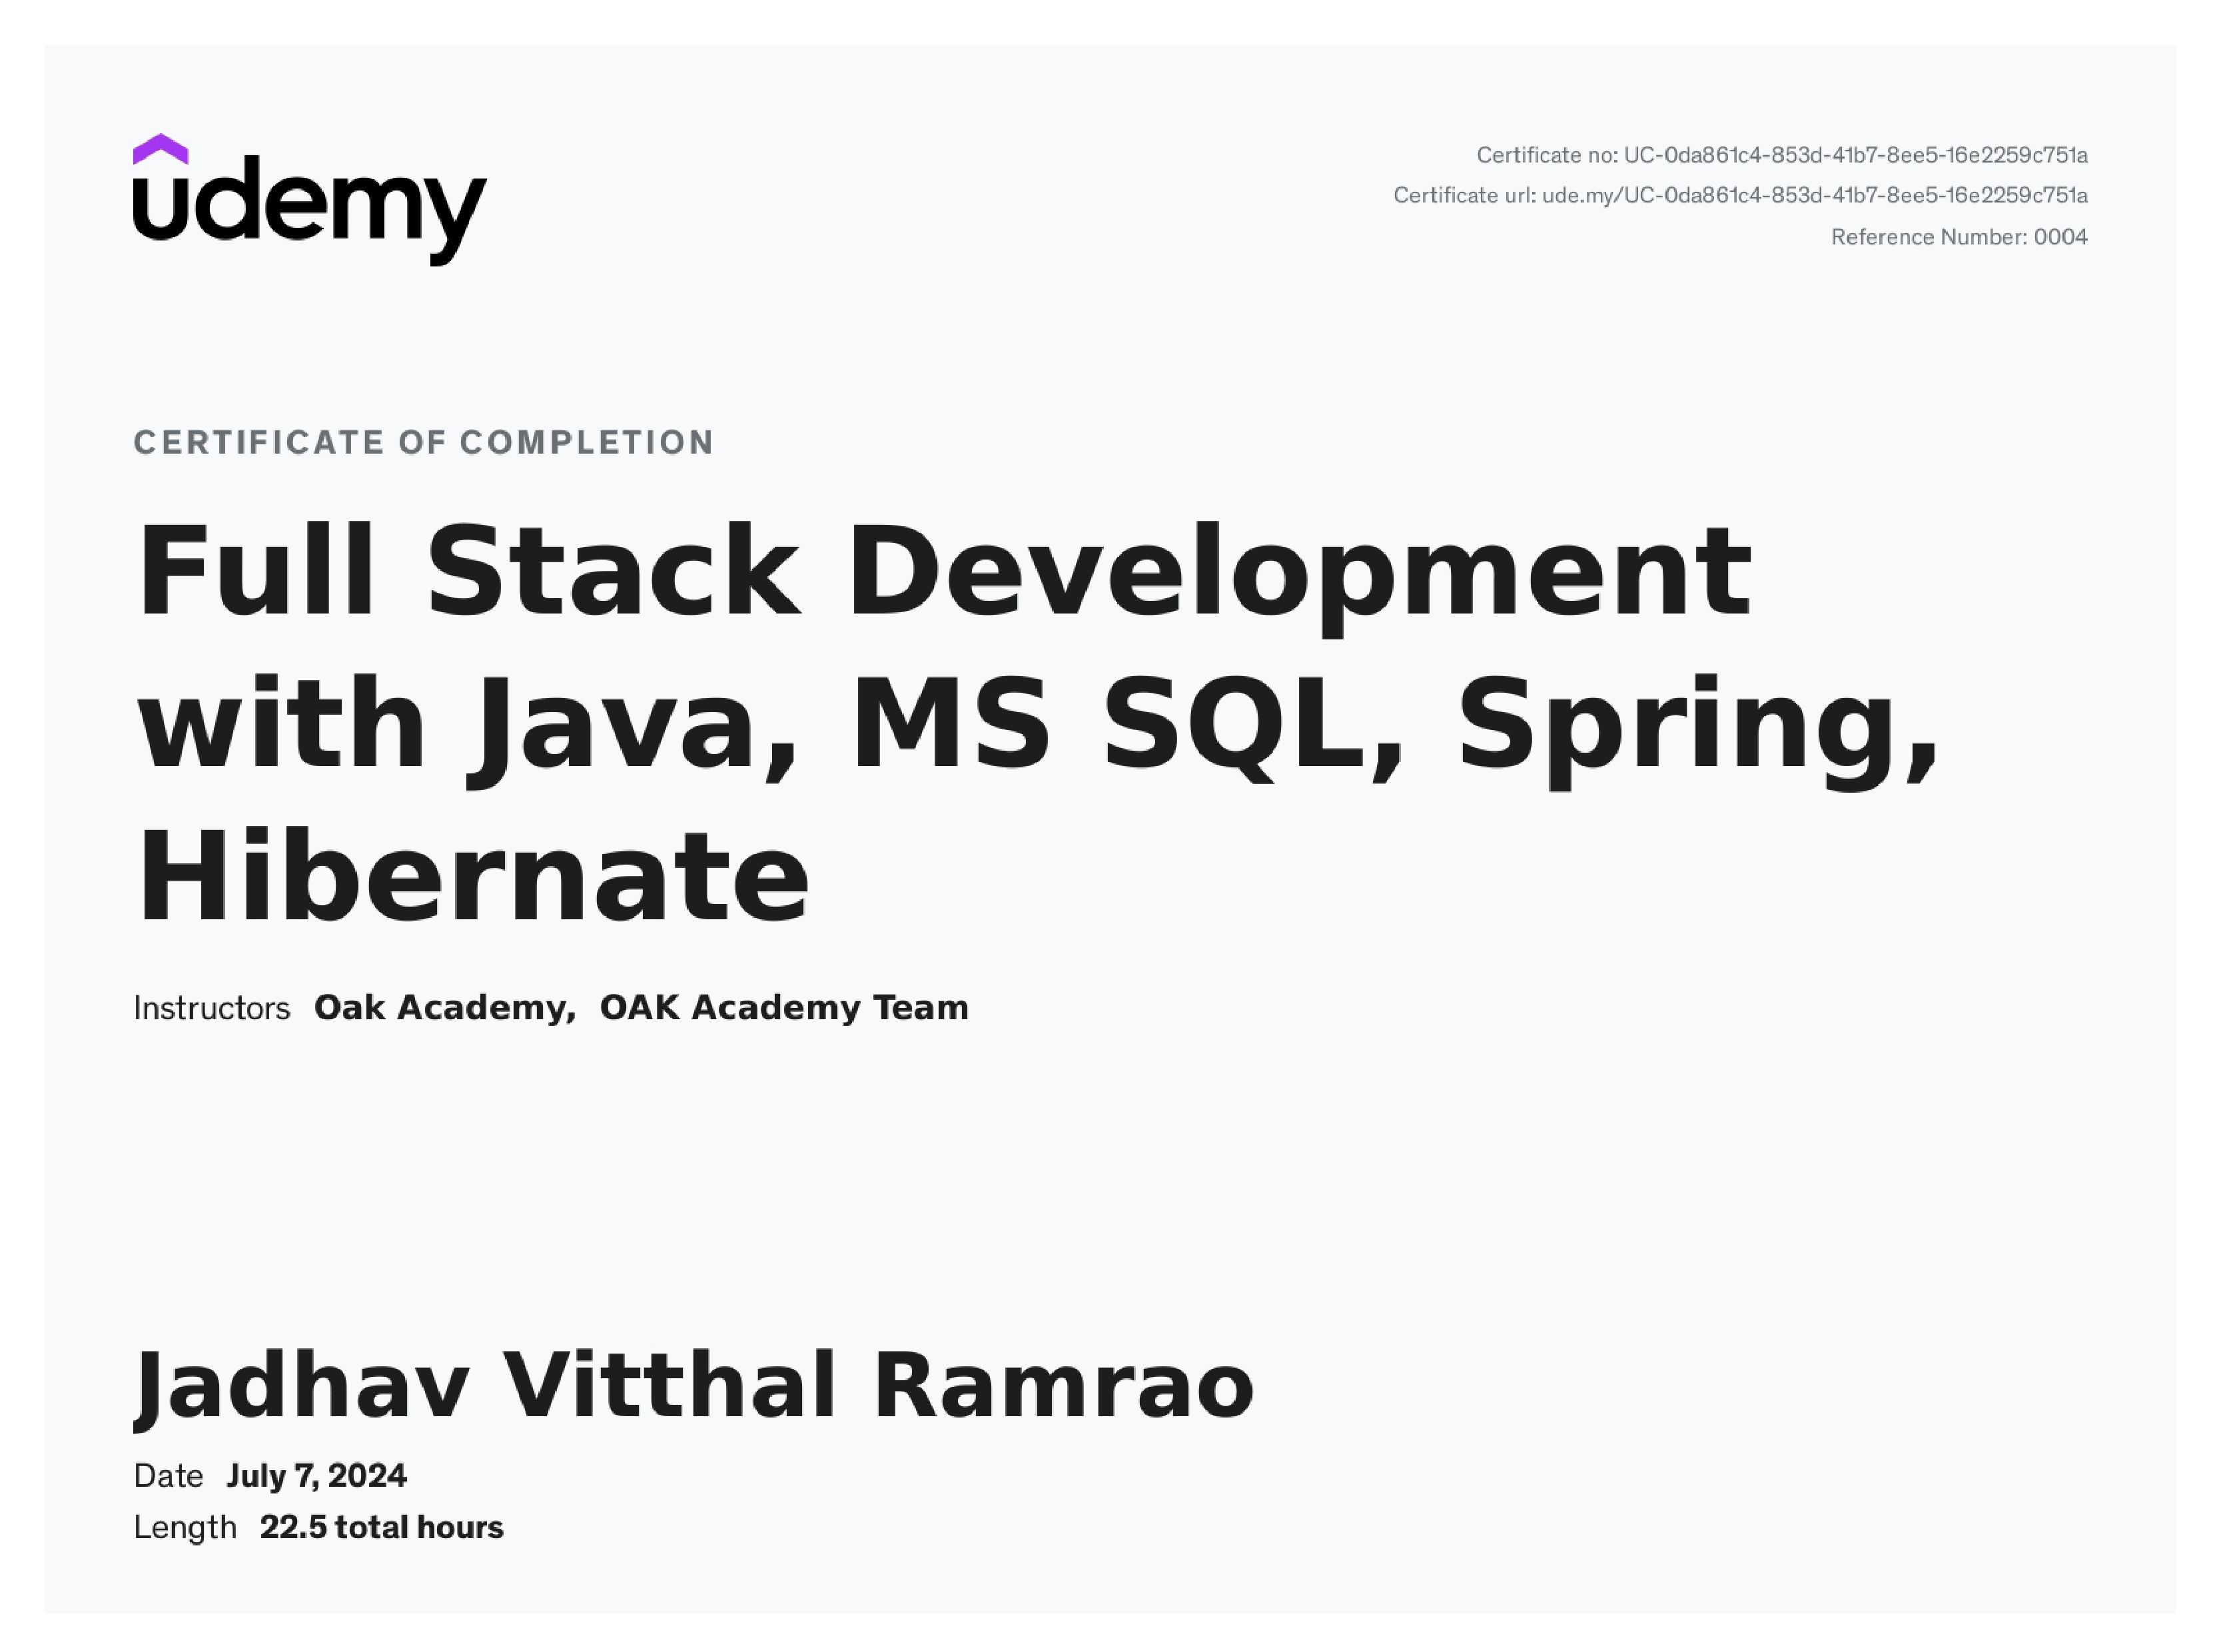 udemy
Certificate no: UC-0da861c4-853d-41b7-8ee5-16e2259c751a
Certificate url: ude.my/UC-0da861c4-853d-41b7-8ee5-16e2259c751a
Reference Number: 0004
CERTIFICATE OF COMPLETION
Full Stack Development
with Java, MS SQL, Spring,
Hibernate
Instructors Oak Academy, OAK Academy Team
Jadhav Vitthal Ramrao
Date July 7, 2024
Length 22.5 total hours